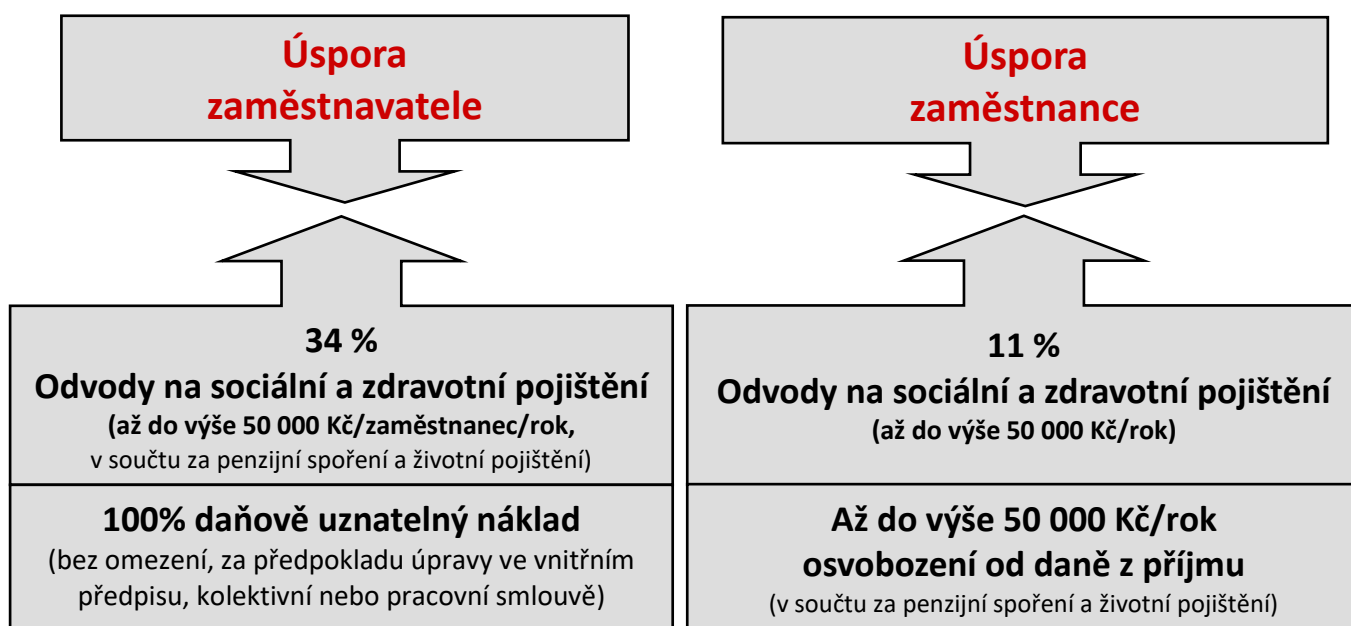 Úspora
zaměstnavatele
34 %
Odvody na sociální a zdravotní pojištění
(až do výše 50 000 Kč/zaměstnanec/rok,
v součtu za penzijní spoření a životní pojištění)
100% daňově uznatelný náklad
(bez omezení, za předpokladu úpravy ve vnitřním
předpisu, kolektivní nebo pracovní smlouvě)
Úspora
zaměstnance
11 %
Odvody na sociální a zdravotní pojištění
(až do výše 50 000 Kč/rok)
Až do výše 50 000 Kč/rok
osvobození od daně z příjmu
(v součtu za penzijní spoření a životní pojištění)